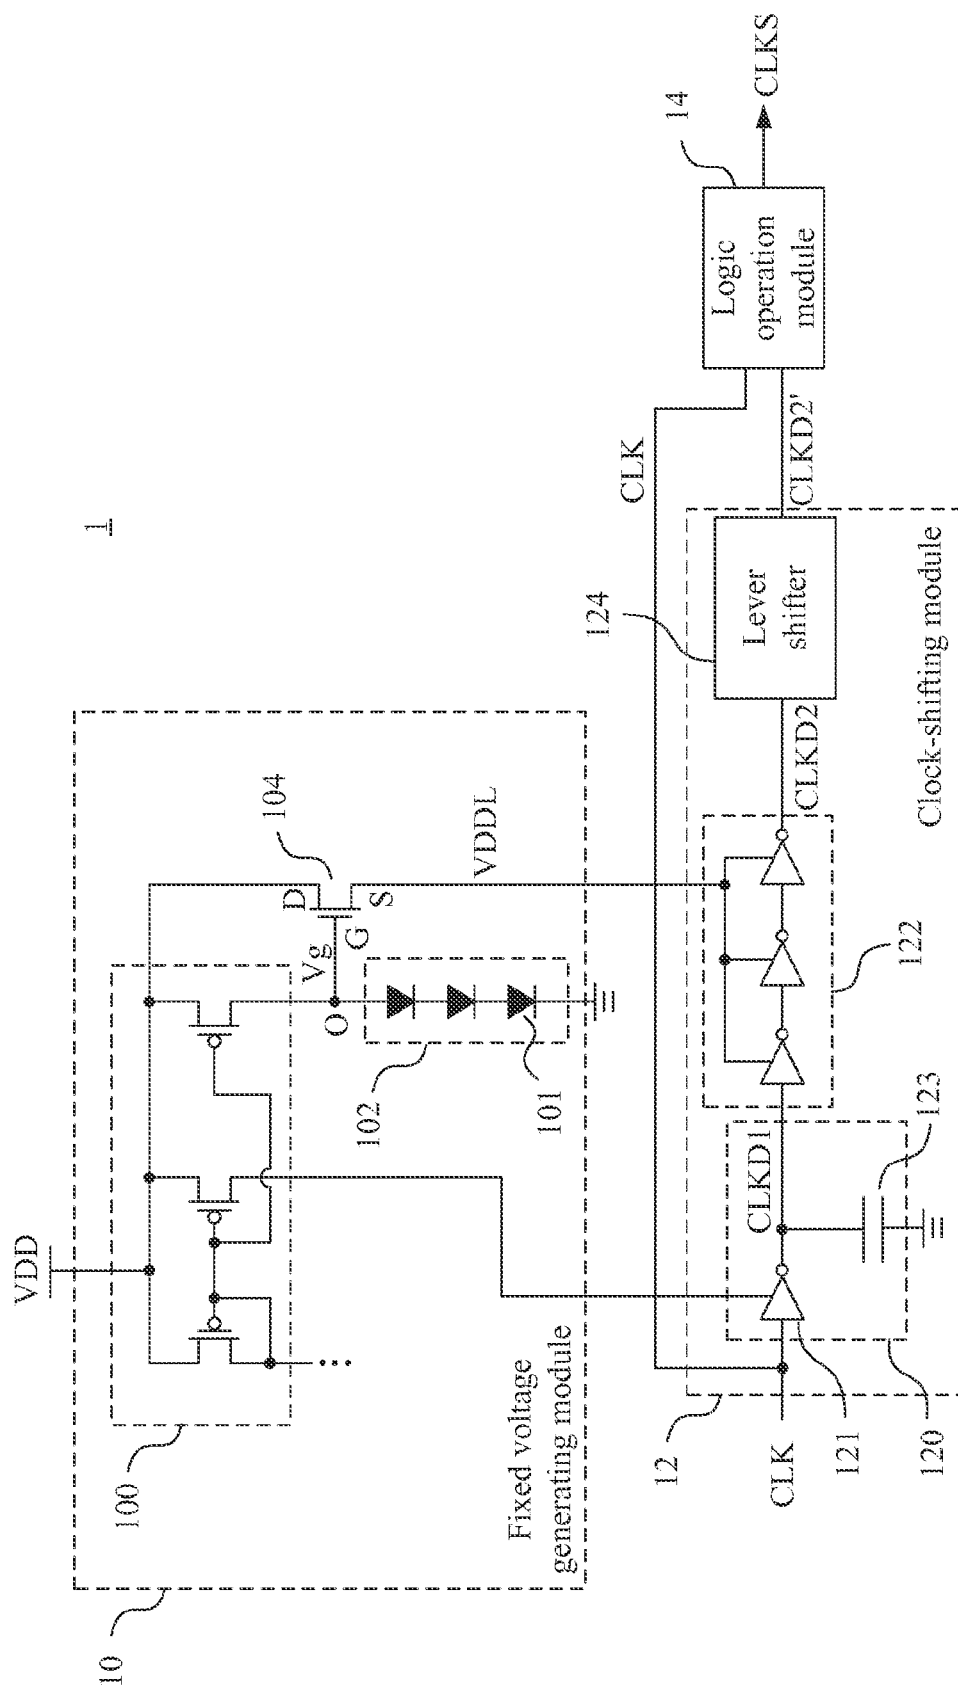 1
10
VDD
100
Fixed voltage
generating module
O
Vg
D
G
S
104
102
101
VDDL
12
CLK
121
120
CLKD1
123
122
CLKD2
124
Lever
shifter
Clock-shifting module
CLK
CLKD2'
Logic
operation
module
14
CLKS